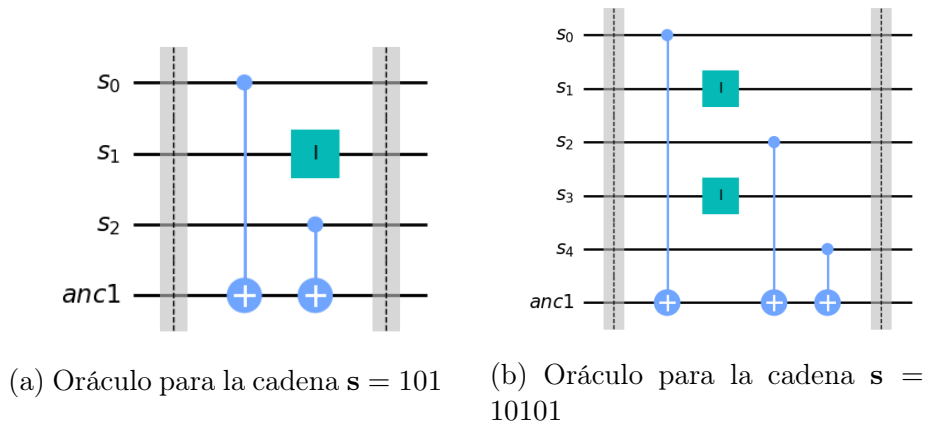 s0
s1
s2
anc1
I
(a) Oráculo para la cadena s = 101
s0
s1
s2
s3
s4
anc1
I
I
(b) Oráculo para la cadena s =
10101